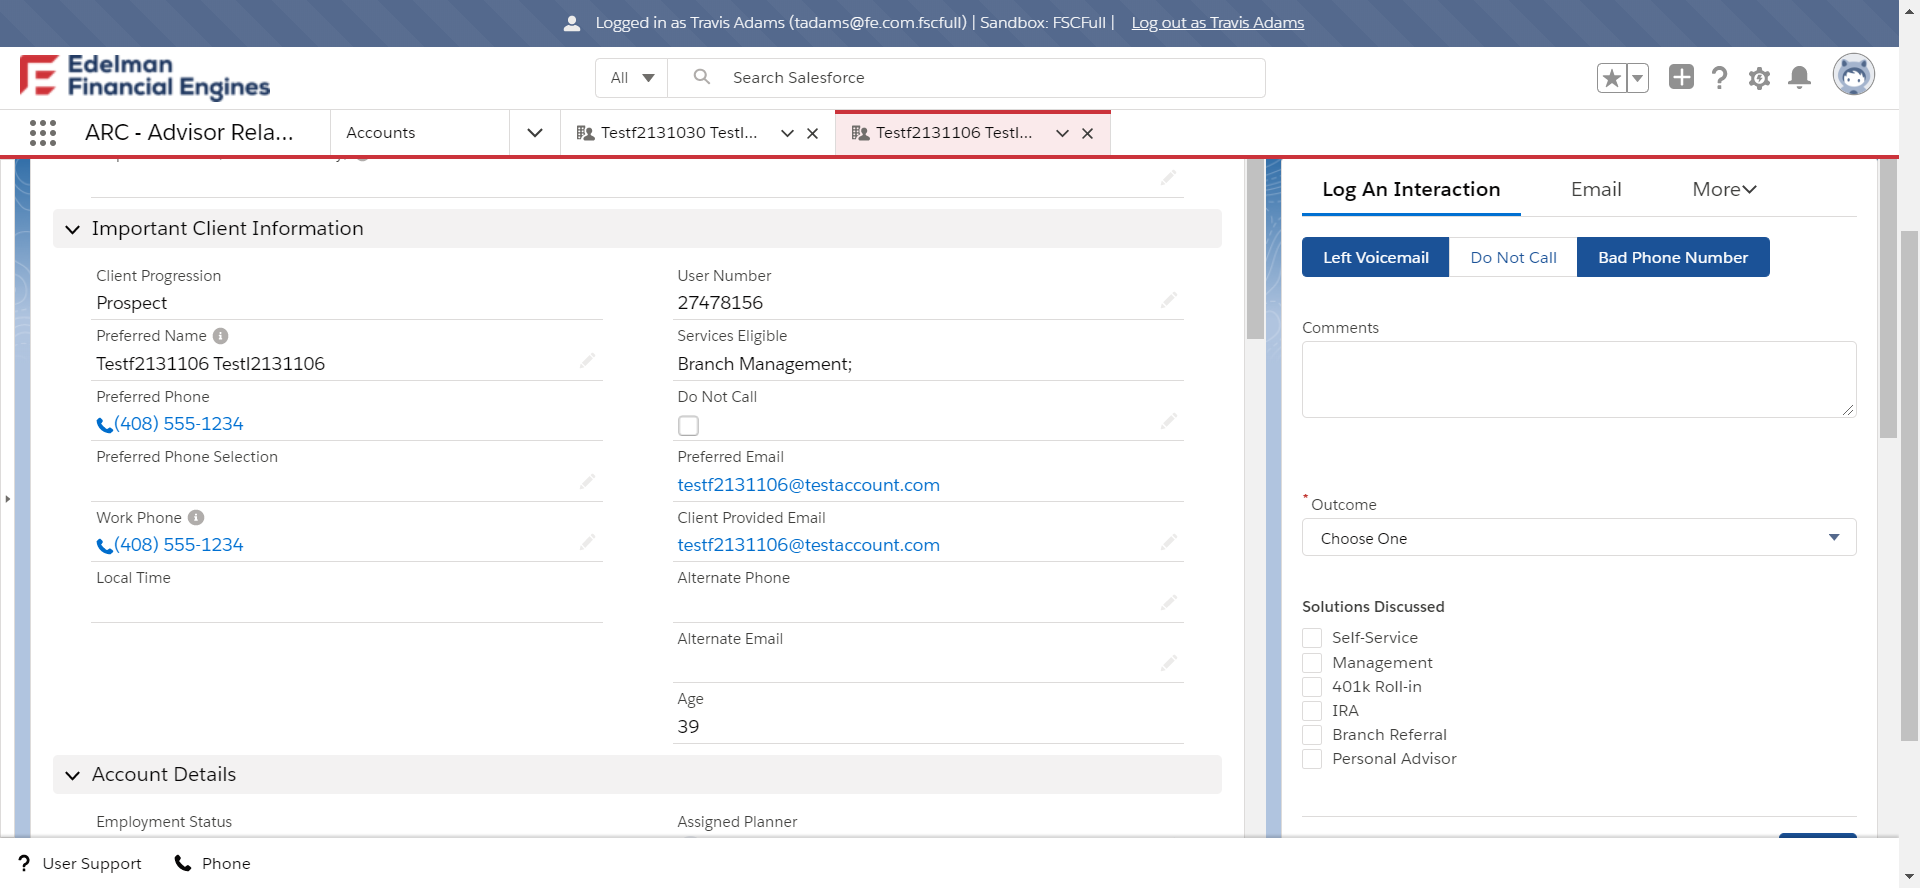 Logged in as Travis Adams (tadams@fe.com.fscfull) | Sandbox: FSCFull | Log out as Travis Adams
Edelman
Financial Engines
All
Search Salesforce
ARC - Advisor Rela...
Accounts
Testf2131030 Testl...
Testf2131106 Testl...
Important Client Information
Client Progression
Prospect
Preferred Name
Testf2131106 Testl2131106
Preferred Phone
(408) 555-1234
Preferred Phone Selection
Work Phone
(408) 555-1234
Local Time
User Number
27478156
Services Eligible
Branch Management;
Do Not Call
Preferred Email
testf2131106@testaccount.com
Client Provided Email
testf2131106@testaccount.com
Alternate Phone
Alternate Email
Age
39
Account Details
Employment Status
Assigned Planner
Log An Interaction
Email
More
Left Voicemail
Do Not Call
Bad Phone Number
Comments
* Outcome
Choose One
Solutions Discussed
Self-Service
Management
401k Roll-in
IRA
Branch Referral
Personal Advisor
? User Support
Phone